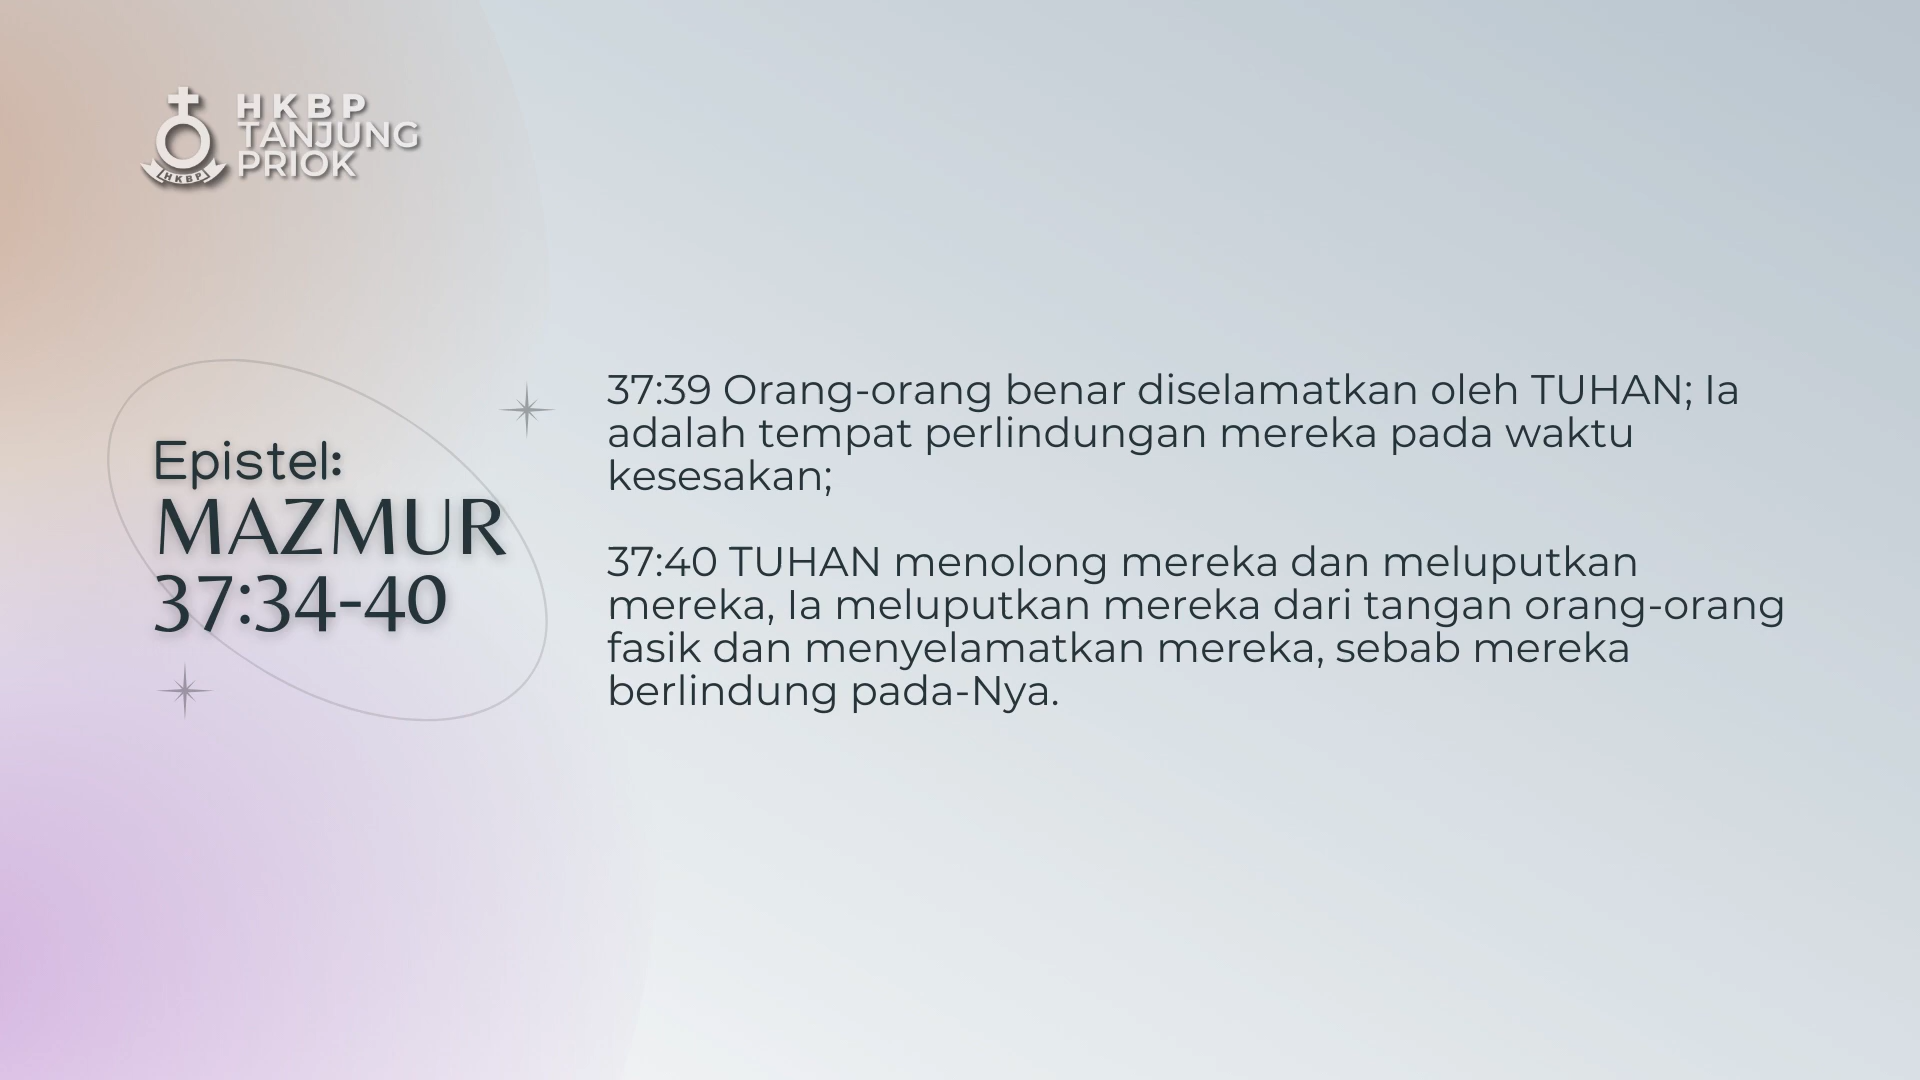 HKBP
TANJUNG
PRIOK
HKBP
Epistel:
MAZMUR
37:34-40
37:39 Orang-orang benar diselamatkan oleh TUHAN; Ia
adalah tempat perlindungan mereka pada waktu
kesesakan;
37:40 TUHAN menolong mereka dan meluputkan
mereka, Ia meluputkan mereka dari tangan orang-orang
fasik dan menyelamatkan mereka, sebab mereka
berlindung pada-Nya.